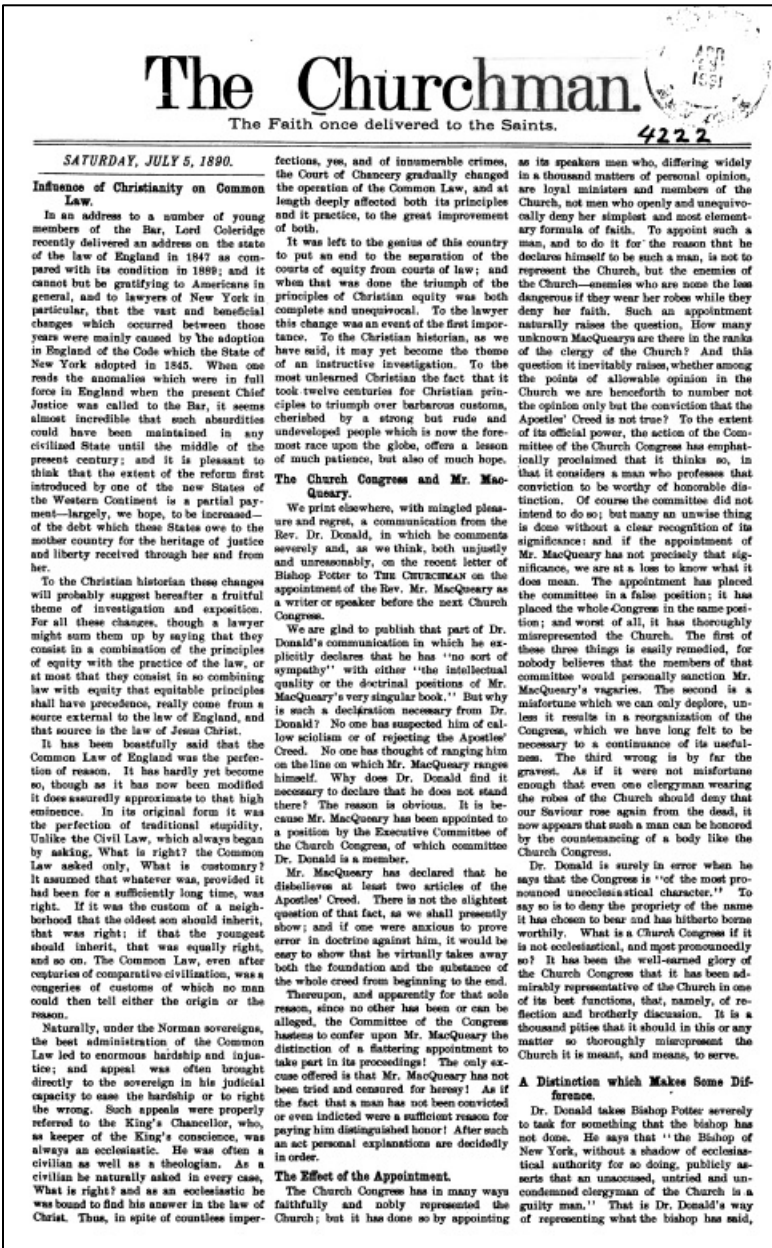 APR
1891
The Churchman.
The Faith once delivered to the Saints.
4222
SATURDAY, JULY 5, 1890.
Influence of Christianity on Common
Law.
In an address to a number of young
members of the Bar, Lord Coleridge
recently delivered an address on the state
of the law of England in 1847 as com-
pared with its condition in 1889; and it
cannot but be gratifying to Americans in
general, and to lawyers of New York in
particular, that the vast and beneficial
changes which occurred between those
years were mainly caused by the adoption
in England of the Code which the State of
New York adopted in 1845. When one
reads the anomalies which were in full
force in England when the present Chief
Justice was called to the Bar, it seems
almost incredible that such absurdities
could have been maintained in any
civilized State until the middle of the
present century; and it is pleasant to
think that the extent of the reform first
introduced by one of the new States of
the Western Continent is a partial pay-
ment—largely, we hope, to be increased—
of the debt which these States owe to the
mother country for the heritage of justice
and liberty received through her and from
her.
To the Christian historian these changes
will probably suggest hereafter a fruitful
theme of investigation and exposition.
For all these changes, though a lawyer
might sum them up by saying that they
consist in a combination of the principles
of equity with the practice of the law, or
at most that they consist in so combining
law with equity that equitable principles
shall have precedence, really come from a
source external to the law of England, and
that source is the law of Jesus Christ.
It has been boastfully said that the
Common Law of England was the perfec-
tion of reason. It has hardly yet become
so, though as it has now been modified
it does assuredly approximate to that high
eminence. In its original form it was
the perfection of traditional stupidity.
Unlike the Civil Law, which always began
by asking, What is right? the Common
Law asked only, What is customary?
It assumed that whatever was, provided it
had been for a sufficiently long time, was
right. If it was the custom of a neigh-
borhood that the oldest son should inherit,
that was right; if that the youngest
should inherit, that was equally right,
and so on. The Common Law, even after
centuries of comparative civilization, was a
congeries of customs of which no man
could then tell either the origin or the
reason.
Naturally, under the Norman sovereigns,
the best administration of the Common
Law led to enormous hardship and injus-
tice; and appeal was often brought
directly to the sovereign in his judicial
capacity to ease the hardship or to right
the wrong. Such appeals were properly
referred to the King's Chancellor, who,
as keeper of the King's conscience, was
always an ecclesiastic. He was often a
civilian as well as a theologian. As a
civilian he naturally asked in every case,
What is right? and as an ecclesiastic he
was bound to find his answer in the law of
Christ. Thus, in spite of countless imper-
fections, yes, and of innumerable crimes,
the Court of Chancery gradually changed
the operation of the Common Law, and at
length deeply affected both its principles
and it practice, to the great improvement
of both.
It was left to the genius of this country
to put an end to the separation of the
courts of equity from courts of law; and
when that was done the triumph of the
principles of Christian equity was both
complete and unequivocal. To the lawyer
this change was an event of the first impor-
tance. To the Christian historian, as we
have said, it may yet become the theme
of an instructive investigation. To the
most unlearned Christian the fact that it
took twelve centuries for Christian prin-
ciples to triumph over barbarous customs,
cherished by a strong but rude and
undeveloped people which is now the fore-
most race upon the globe, offers a lesson
of much patience, but also of much hope.
The Church Congress and Mr. Mac-
Queary.
We print elsewhere, with mingled pleas-
ure and regret, a communication from the
Rev. Dr. Donald, in which he comments
severely and, as we think, both unjustly
and unreasonably, on the recent letter of
Bishop Potter to THE CHURCHMAN on the
appointment of the Rev. Mr. MacQueary as
a writer or speaker before the next Church
Congress.
We are glad to publish that part of Dr.
Donald's communication in which he ex-
plicitly declares that he has "no sort of
sympathy" with either "the intellectual
quality or the doctrinal positions of Mr.
MacQueary's very singular book." But why
is such a declaration necessary from Dr.
Donald? No one has suspected him of cal-
low sciolism or of rejecting the Apostles'
Creed. No one has thought of ranging him
on the line on which Mr. MacQueary ranges
himself. Why does Dr. Donald find it
necessary to declare that he does not stand
there? The reason is obvious. It is be-
cause Mr. MacQueary has been appointed to
a position by the Executive Committee of
the Church Congress, of which committee
Dr. Donald is a member.
Mr. MacQueary has declared that he
disbelieves at least two articles of the
Apostles' Creed. There is not the slightest
question of that fact, as we shall presently
show; and if one were anxious to prove
error in doctrine against him, it would be
easy to show that he virtually takes away
both the foundation and the substance of
the whole creed from beginning to the end.
Thereupon, and apparently for that sole
reason, since no other has been or can be
alleged, the Committee of the Congress
hastens to confer upon Mr. MacQueary the
distinction of a flattering appointment to
take part in its proceedings! The only ex-
cuse offered is that Mr. MacQueary has not
been tried and censured for heresy! As if
the fact that a man has not been convicted
or even indicted were a sufficient reason for
paying him distinguished honor! After such
an act personal explanations are decidedly
in order.
The Effect of the Appointment.
The Church Congress has in many ways
faithfully and nobly represented the
Church; but it has done so by appointing
as its speakers men who, differing widely
in a thousand matters of personal opinion,
are loyal ministers and members of the
Church, not men who openly and unequivo-
cally deny her simplest and most element-
ary formula of faith. To appoint such a
man, and to do it for the reason that he
declares himself to be such a man, is not to
represent the Church, but the enemies of
the Church—enemies who are none the less
dangerous if they wear her robes while they
deny her faith. Such an appointment
naturally raises the question, How many
unknown MacQuearys are there in the ranks
of the clergy of the Church? And this
question it inevitably raises, whether among
the points of allowable opinion in the
Church we are henceforth to number not
the opinion only but the conviction that the
Apostles' Creed is not true? To the extent
of its official power, the action of the Com-
mittee of the Church Congress has emphat-
ically proclaimed that it thinks so, in
that it considers a man who professes that
conviction to be worthy of honorable dis-
tinction. Of course the committee did not
intend to do so; but many an unwise thing
is done without a clear recognition of its
significance: and if the appointment of
Mr. MacQueary has not precisely that sig-
nificance, we are at a loss to know what it
does mean. The appointment has placed
the committee in a false position; it has
placed the whole Congress in the same posi-
tion; and worst of all, it has thoroughly
misrepresented the Church. The first of
these three things is easily remedied, for
nobody believes that the members of that
committee would personally sanction Mr.
MacQueary's vagaries. The second is a
misfortune which we can only deplore, un-
less it results in a reorganization of the
Congress, which we have long felt to be
necessary to a continuance of its useful-
ness. The third wrong is by far the
gravest. As if it were not misfortune
enough that even one clergyman wearing
the robes of the Church should deny that
our Saviour rose again from the dead, it
now appears that such a man can be honored
by the countenancing of a body like the
Church Congress.
Dr. Donald is surely in error when he
says that the Congress is "of the most pro-
nounced unecclesiastical character." To
say so is to deny the propriety of the name
it has chosen to bear and has hitherto borne
worthily. What is a Church Congress if it
is not ecclesiastical, and most pronouncedly
so? It has been the well-earned glory of
the Church Congress that it has been ad-
mirably representative of the Church in one
of its best functions, that, namely, of re-
flection and brotherly discussion. It is a
thousand pities that it should in this or any
matter so thoroughly misrepresent the
Church it is meant, and means, to serve.
A Distinction which Makes Some Dif-
ference.
Dr. Donald takes Bishop Potter severely
to task for something that the bishop has
not done. He says that "the Bishop of
New York, without a shadow of ecclesias-
tical authority for so doing, publicly as-
serts that an unaccused, untried and un-
condemned clergyman of the Church is a
guilty man." That is Dr. Donald's way
of representing what the bishop has said,